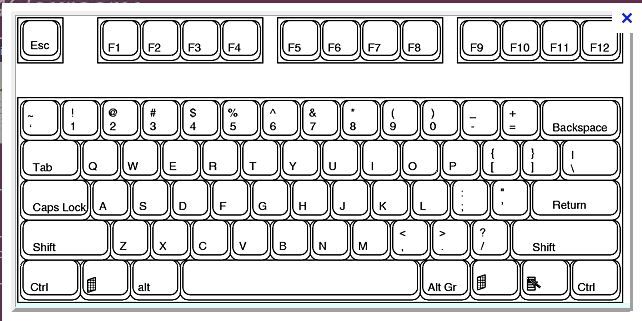 Esc F1 F2 F3 F4 F5 F6 F7 F8 F9 F10 F11 F12
~ ! @ # $ % ^ & * ( ) _ +
` 1 2 3 4 5 6 7 8 9 0 - = Backspace
{ } |
Tab Q W E R T Y U I O P [ ] \
: "
Caps Lock A S D F G H J K L ; ' Return
< > ?
Shift Z X C V B N M , . / Shift
Ctrl alt Alt Gr Ctrl